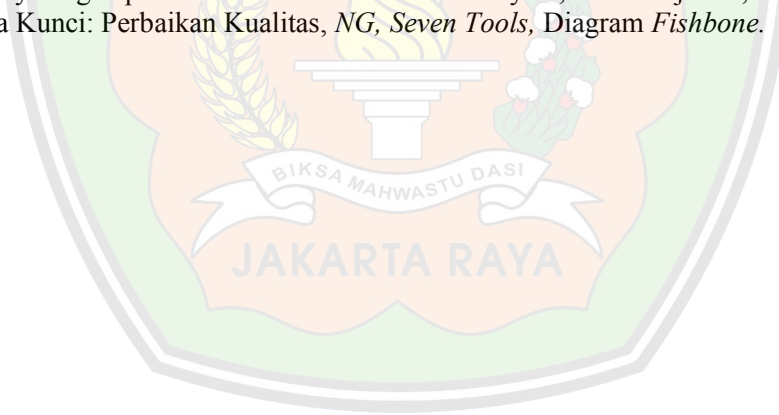 a Kunci: Perbaikan Kualitas, NG, Seven Tools, Diagram Fishbone.
BIKSA MAHWASTU DASI
JAKARTA RAYA